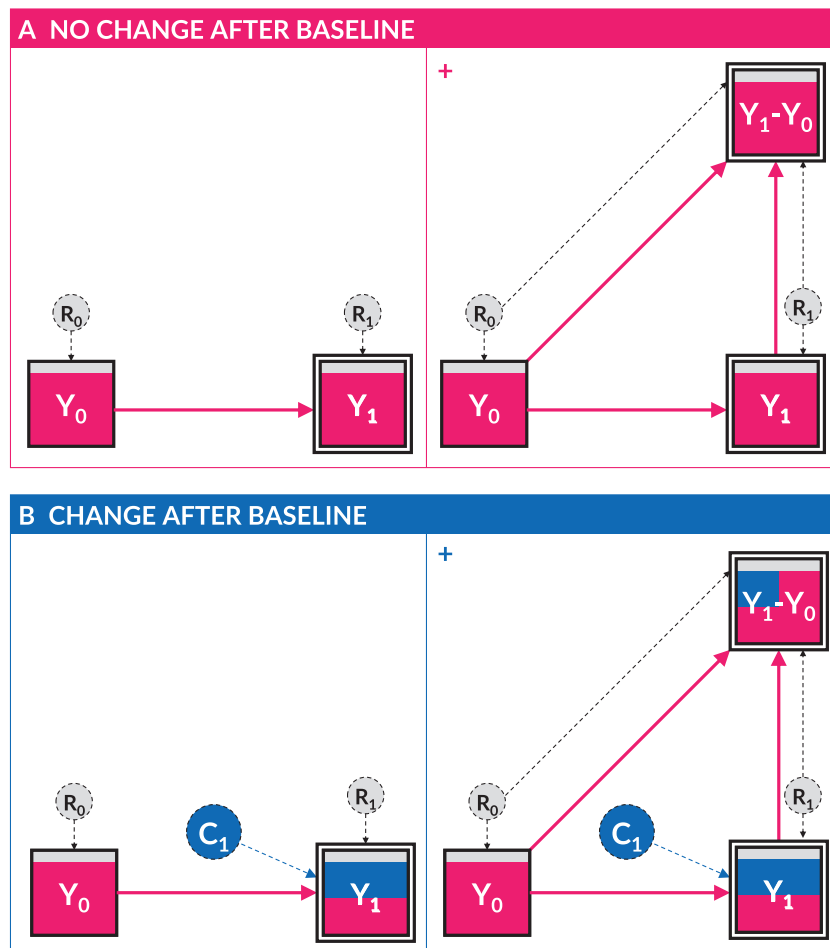 A NO CHANGE AFTER BASELINE
+
Y₁-Y₀
R₀
R₁
R₀
R₁
Y₀
Y₁
Y₀
Y₁
B CHANGE AFTER BASELINE
+
Y₁-Y₀
R₀
R₁
R₀
R₁
C₁
C₁
Y₀
Y₁
Y₀
Y₁